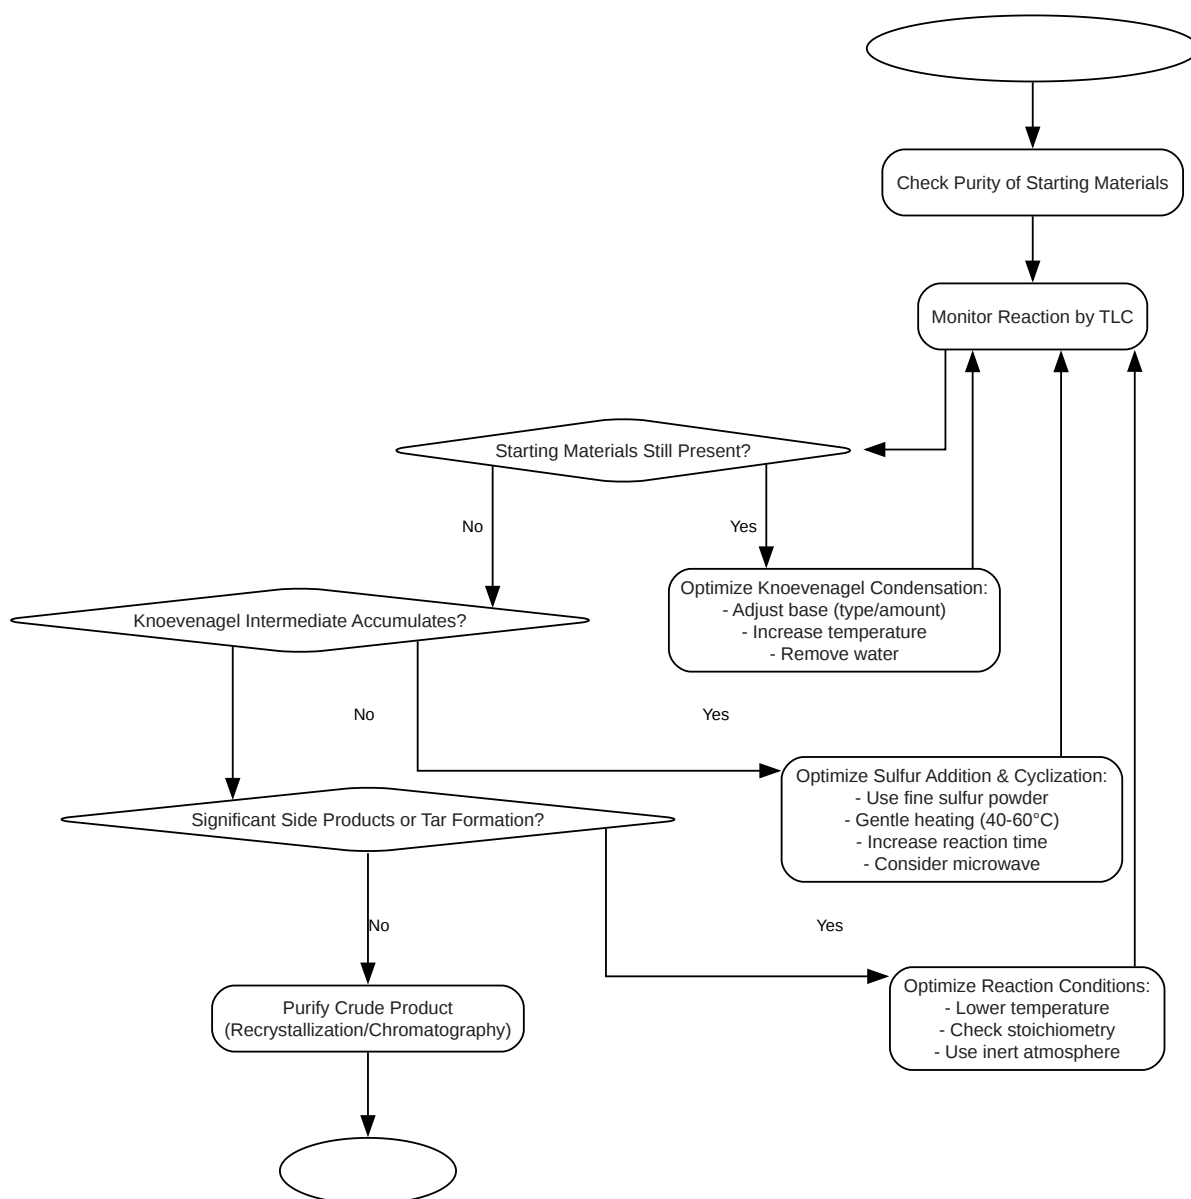 Check Purity of Starting Materials
Monitor Reaction by TLC
Starting Materials Still Present?
No
Yes
Optimize Knoevenagel Condensation:
- Adjust base (type/amount)
- Increase temperature
- Remove water
Knoevenagel Intermediate Accumulates?
No
Yes
Optimize Sulfur Addition & Cyclization:
- Use fine sulfur powder
- Gentle heating (40-60°C)
- Increase reaction time
- Consider microwave
Significant Side Products or Tar Formation?
No
Yes
Optimize Reaction Conditions:
- Lower temperature
- Check stoichiometry
- Use inert atmosphere
Purify Crude Product
(Recrystallization/Chromatography)